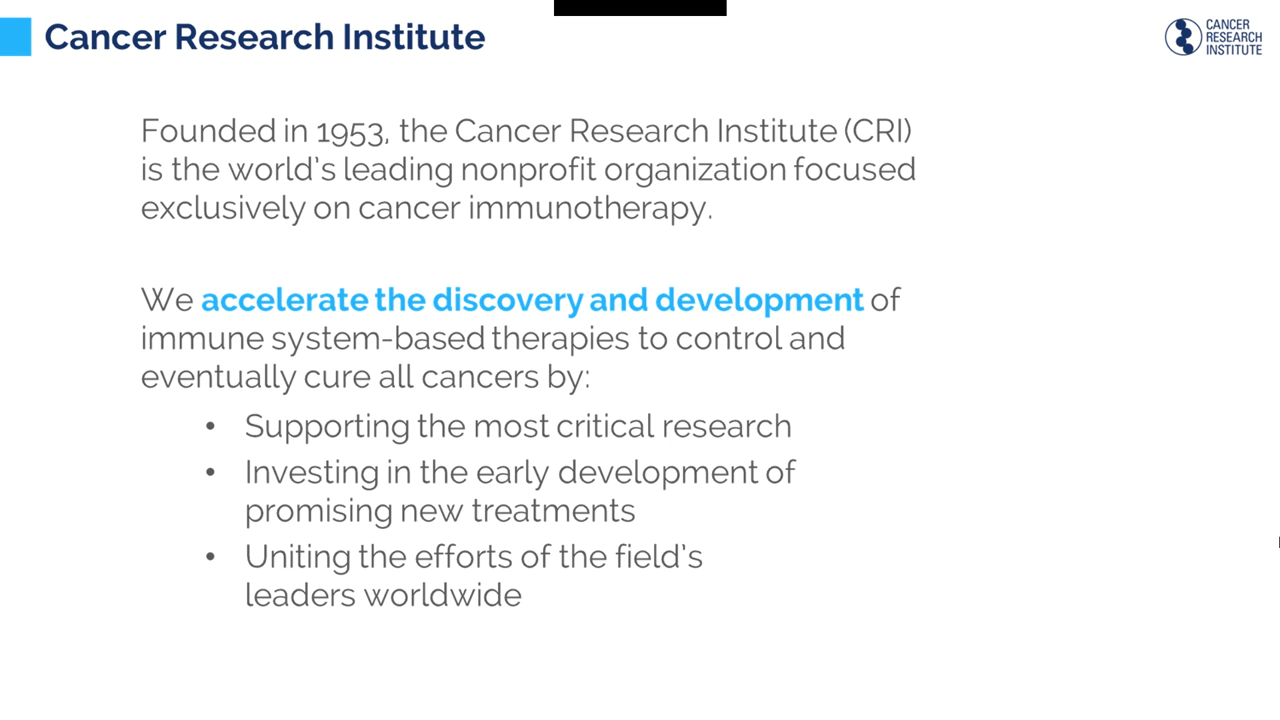 Cancer Research Institute
CANCER
RESEARCH
INSTITUTE
Founded in 1953, the Cancer Research Institute (CRI)
is the world's leading nonprofit organization focused
exclusively on cancer immunotherapy.
We accelerate the discovery and development of
immune system-based therapies to control and
eventually cure all cancers by:
• Supporting the most critical research
• Investing in the early development of
promising new treatments
• Uniting the efforts of the field's
leaders worldwide